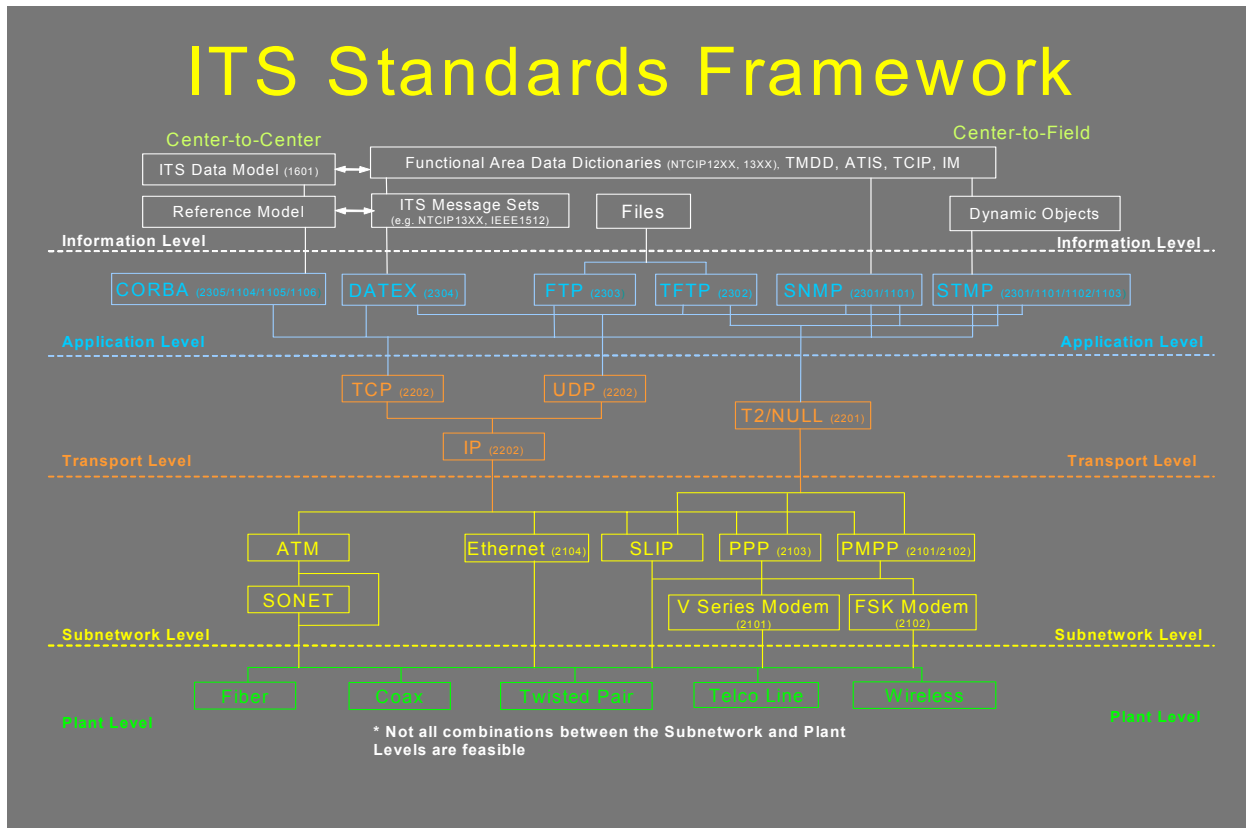 ITS Standards Framework
Center-to-Center
Center-to-Field
ITS Data Model (1601)
Functional Area Data Dictionaries (NTCIP12XX, 13XX), TMDD, ATIS, TCIP, IM
Reference Model
ITS Message Sets
(e.g. NTCIP13XX, IEEE1512)
Files
Dynamic Objects
Information Level
Information Level
CORBA (2305/1104/1105/1106)
DATEX (2304)
FTP (2303)
TFTP (2302)
SNMP (2301/1101)
STMP (2301/1101/1102/1103)
Application Level
Application Level
TCP (2202)
UDP (2202)
T2/NULL (2201)
IP (2202)
Transport Level
Transport Level
ATM
Ethernet (2104)
SLIP
PPP (2103)
PMPP (2101/2102)
SONET
V Series Modem
(2101)
FSK Modem
(2102)
Subnetwork Level
Subnetwork Level
Fiber
Coax
Twisted Pair
Telco Line
Wireless
Plant Level
Plant Level
* Not all combinations between the Subnetwork and Plant
Levels are feasible